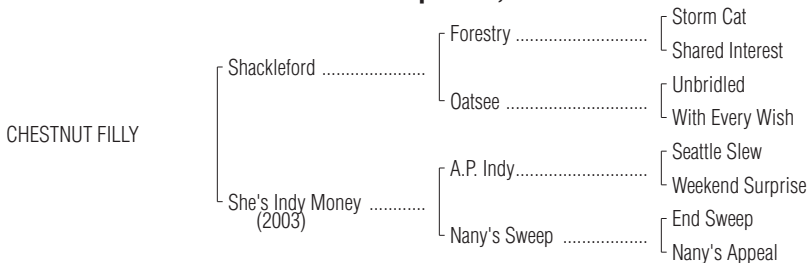 Storm Cat
Forestry ............................
Shared Interest
Shackleford ......................
Unbridled
Oatsee ..............................
With Every Wish
CHESTNUT FILLY
Seattle Slew
A.P. Indy............................
Weekend Surprise
She's Indy Money ............
(2003)
End Sweep
Nany's Sweep ..................
Nany's Appeal